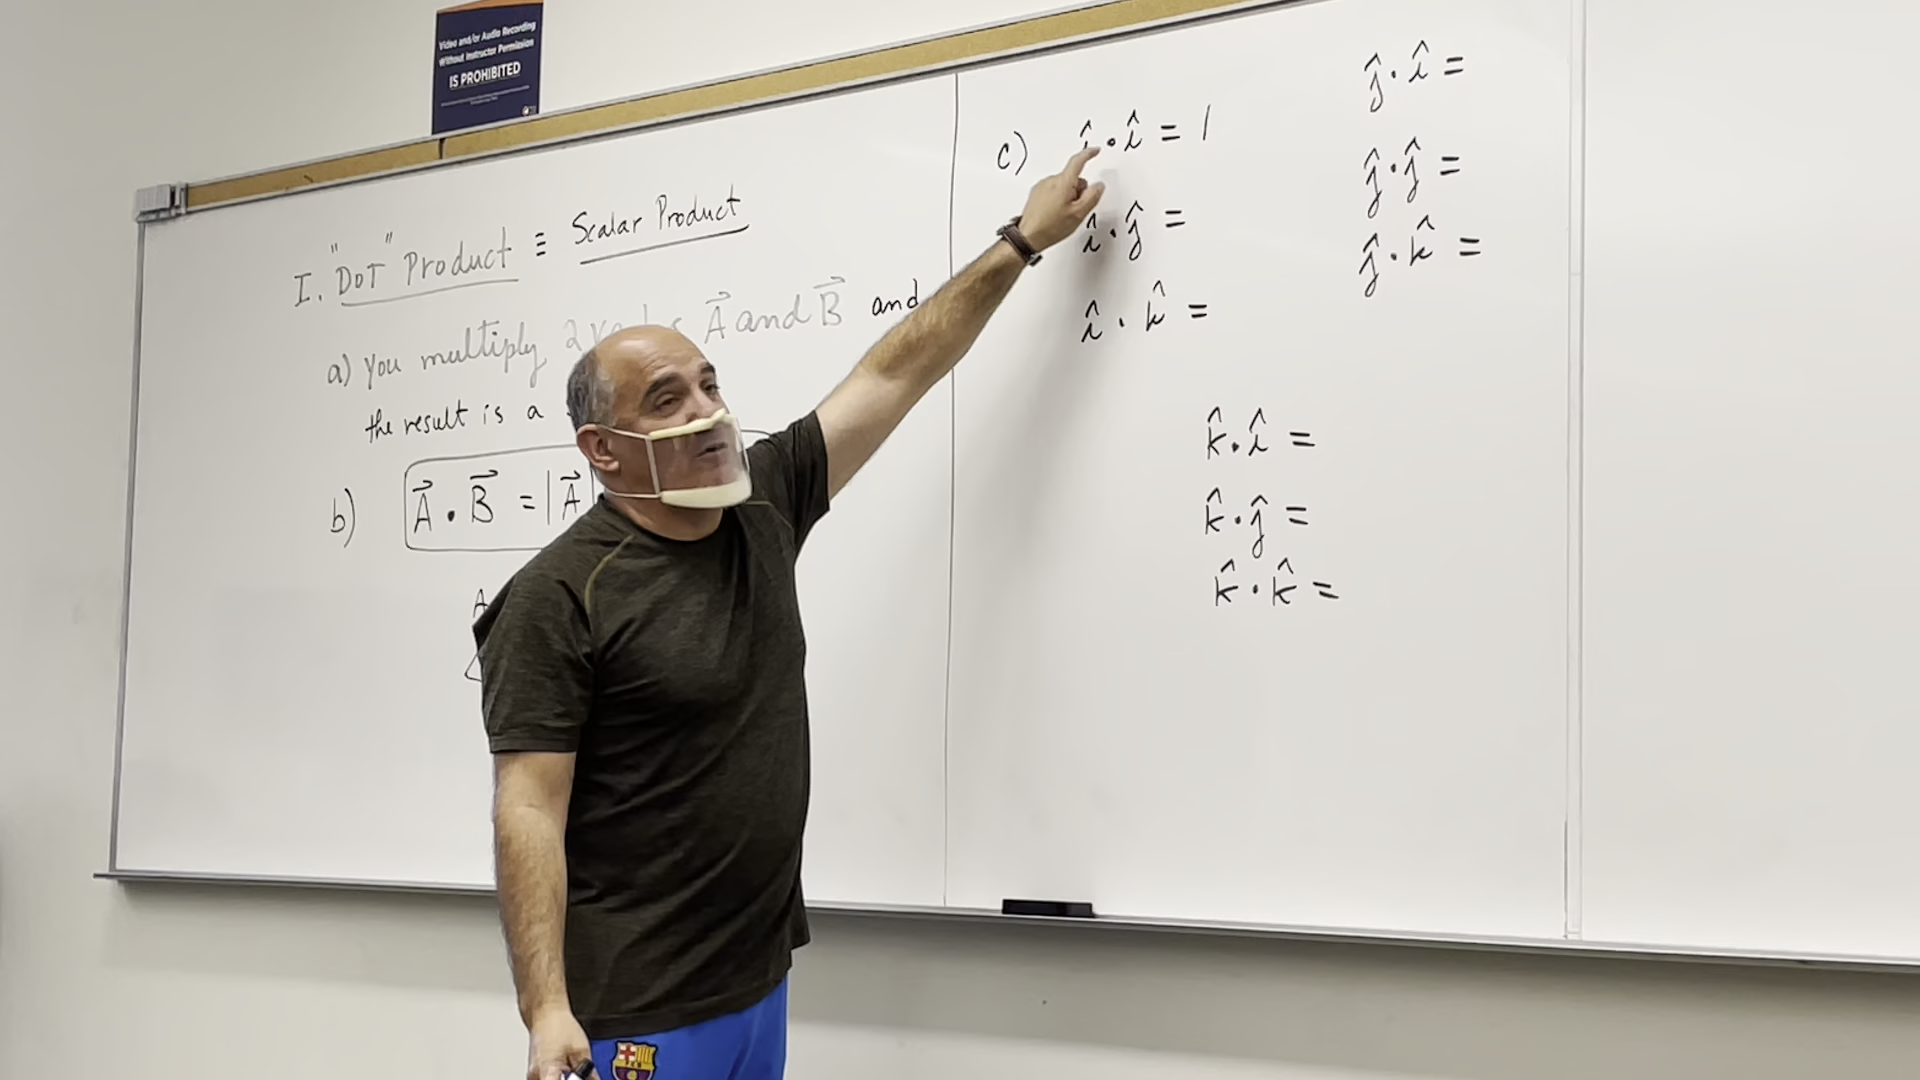 Video and/or Audio Recording
Without Instructor Permission
IS PROHIBITED
I. "DOT" Product ≡ Scalar Product
a) You multiply 2 A⃗ and B⃗ and
the result is a
b) A⃗ · B⃗ = |A⃗
A
c) î · î = 1
î · ĵ =
î · k̂ =
ĵ · î =
ĵ · ĵ =
ĵ · k̂ =
k̂ · î =
k̂ · ĵ =
k̂ · k̂ =